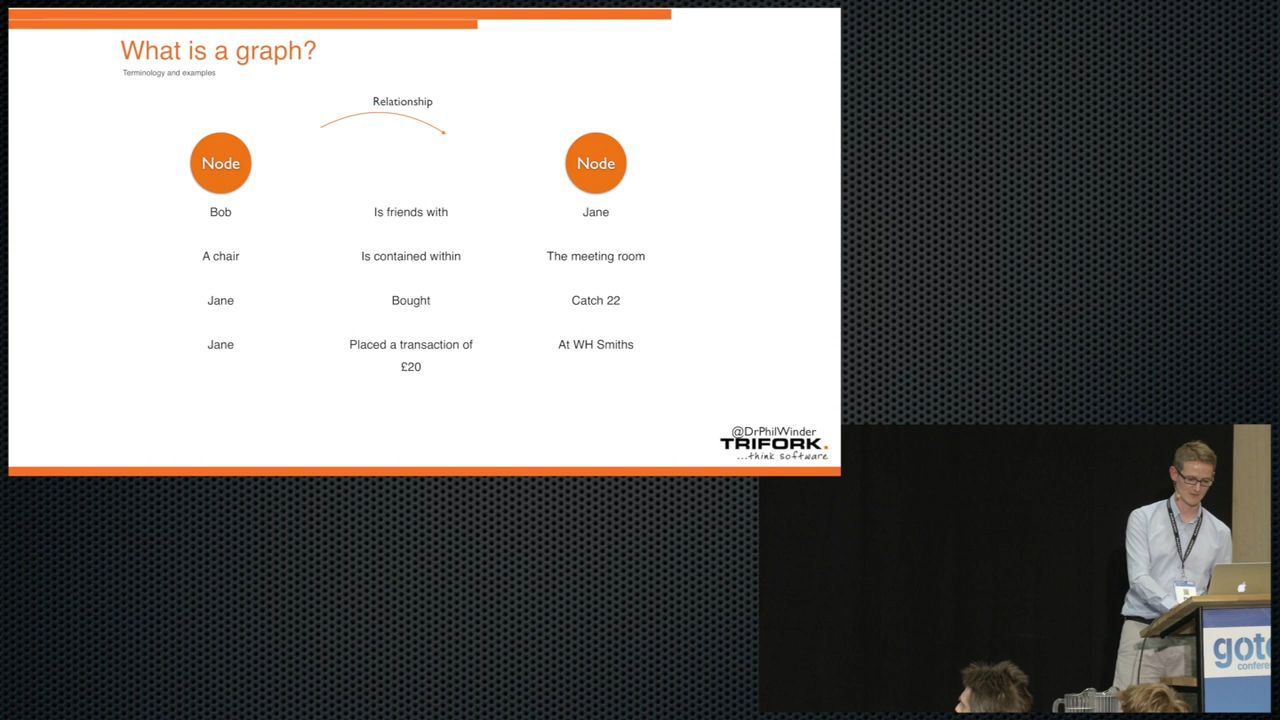 What is a graph?
Terminology and examples
Relationship
Node
Node
Bob Is friends with Jane
A chair Is contained within The meeting room
Jane Bought Catch 22
Jane Placed a transaction of At WH Smiths
£20
@DrPhilWinder
TRIFORK.
...think software
goto
conference